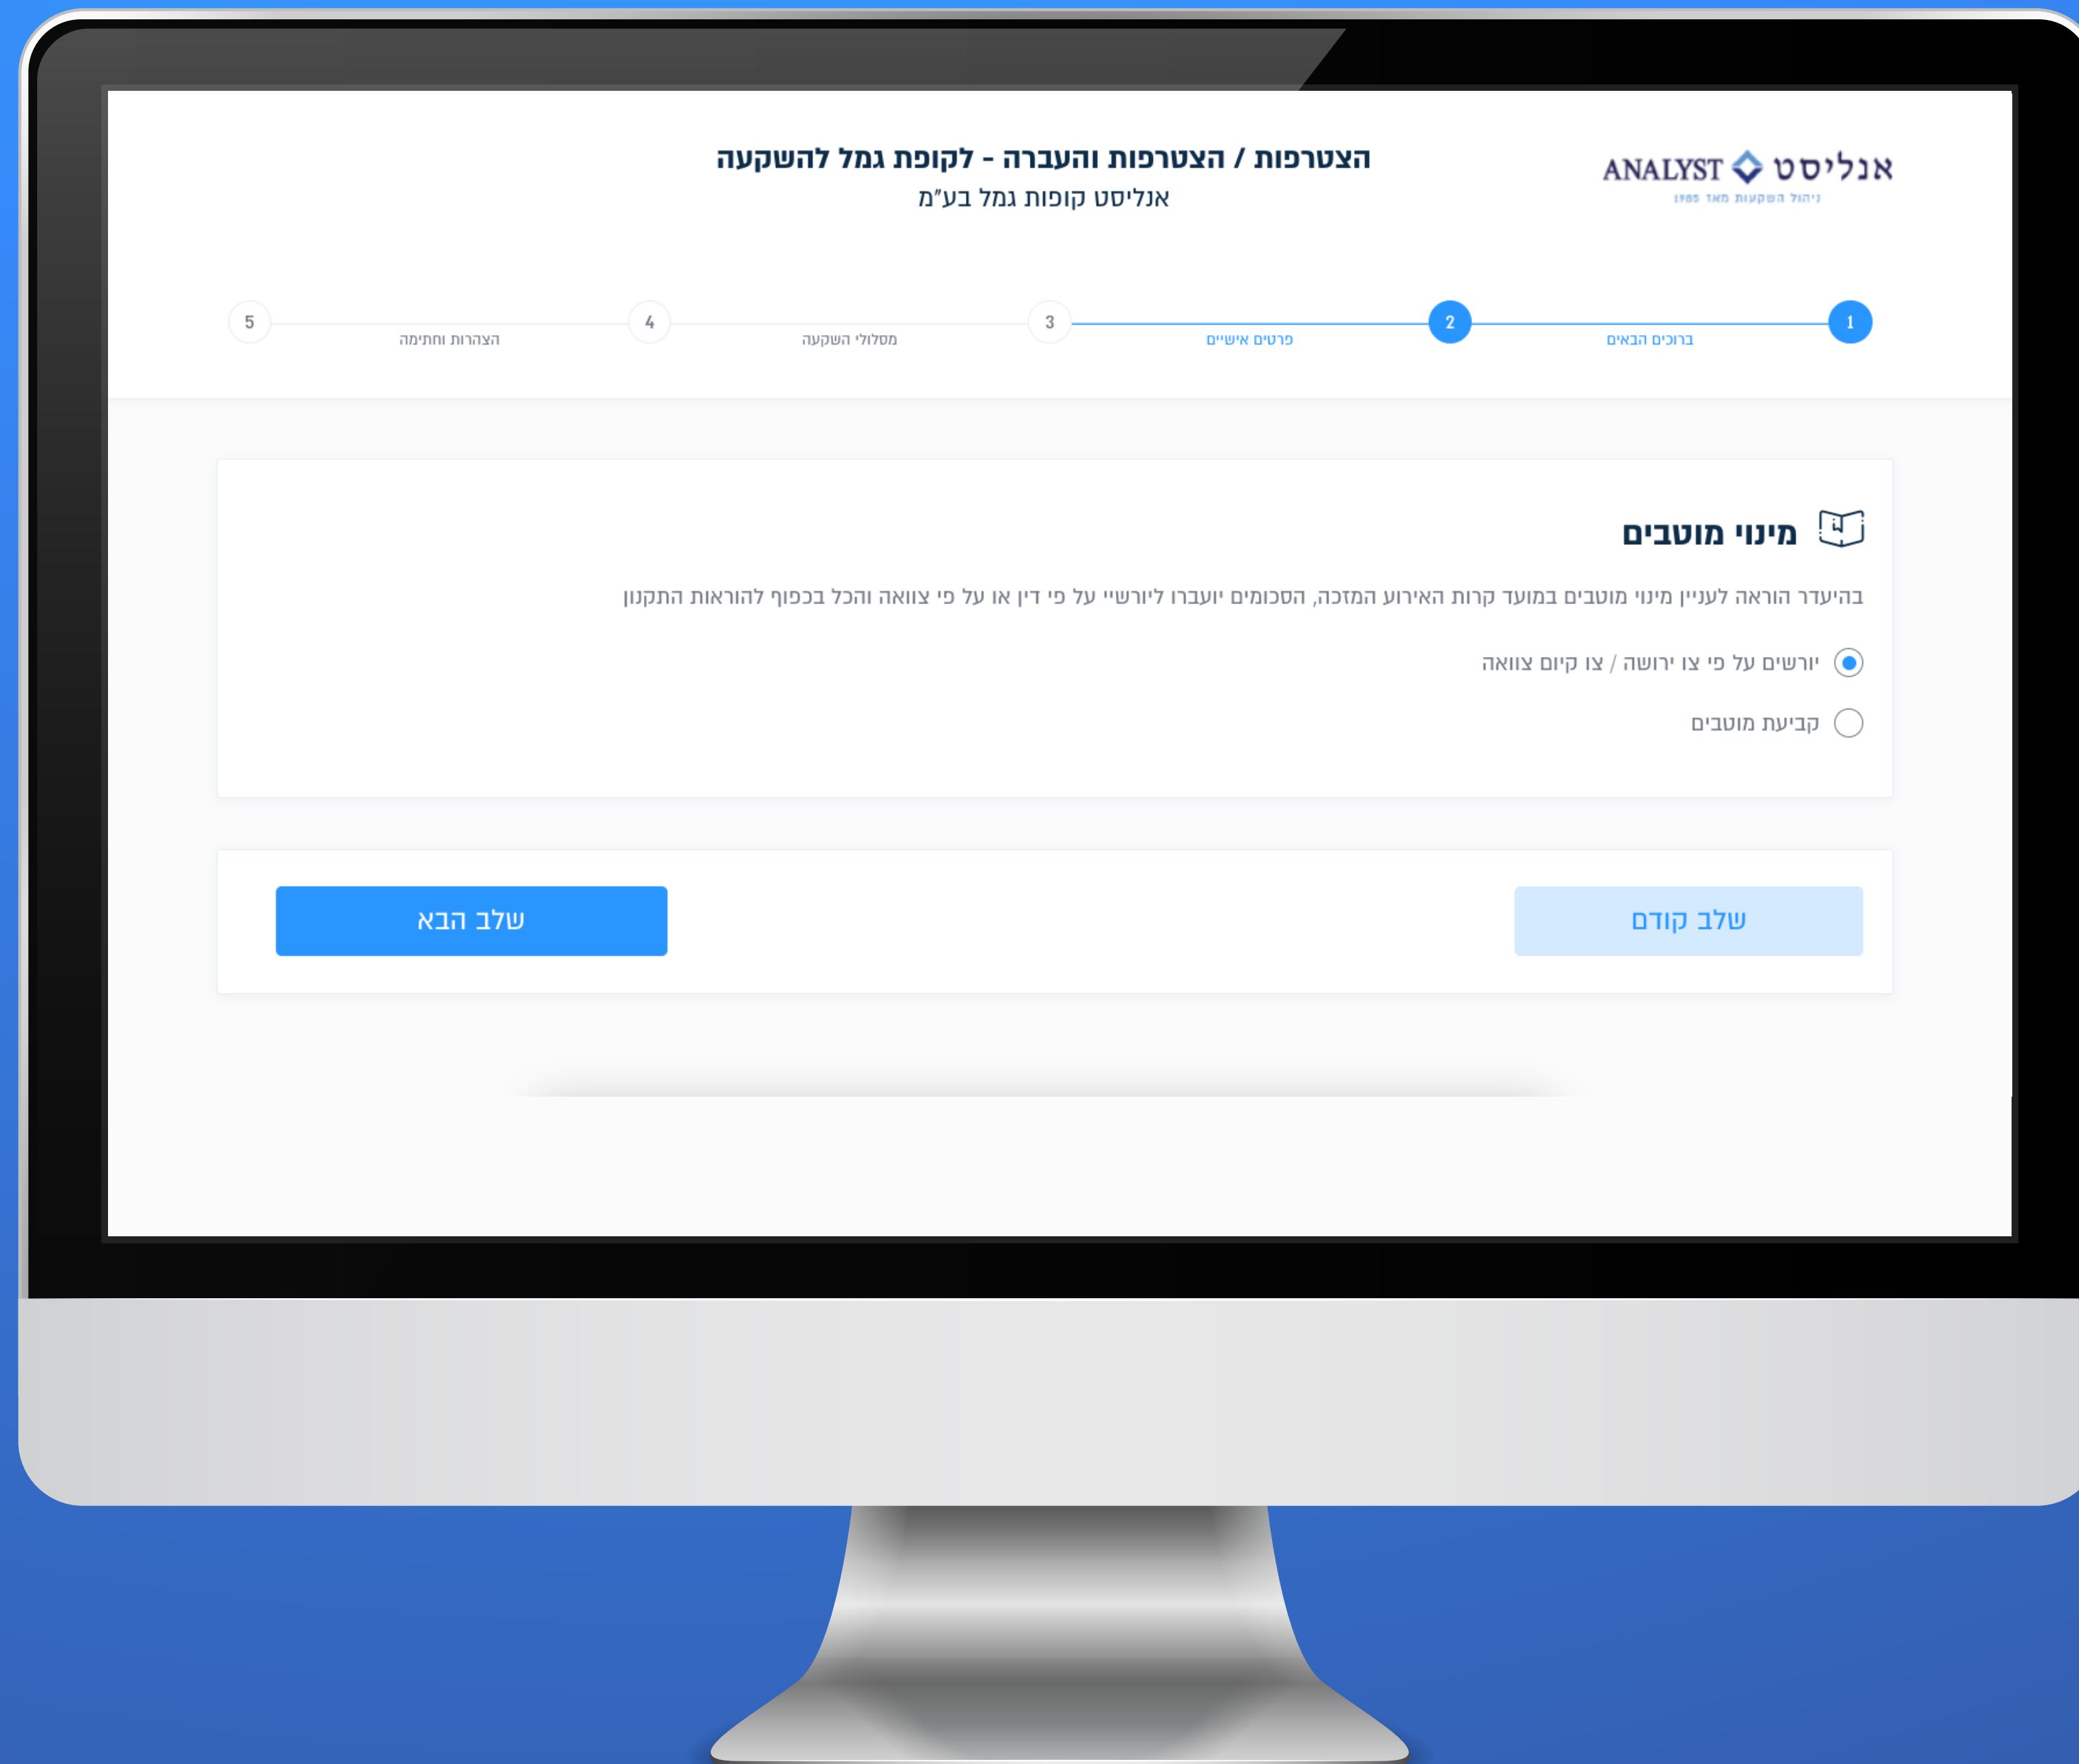 הצטרפות / הצטרפות והעברה - לקופת גמל להשקעה
אנליסט קופות גמל בע"מ
אנליסט ANALYST
ניהול השקעות מאז 1985
1 2 3 4 5
ברוכים הבאים
פרטים אישיים
מסלולי השקעה
הצהרות וחתימה
מינוי מוטבים
בהיעדר הוראה לעניין מינוי מוטבים במועד קרות האירוע המזכה, הסכומים יועברו ליורשיי על פי דין או על פי צוואה והכל בכפוף להוראות התקנון
יורשים על פי צו ירושה / צו קיום צוואה
קביעת מוטבים
שלב קודם
שלב הבא